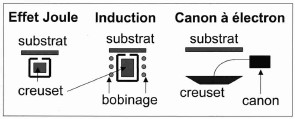 Effet Joule Induction Canon à électron
substrat substrat substrat
creuset bobinage creuset canon